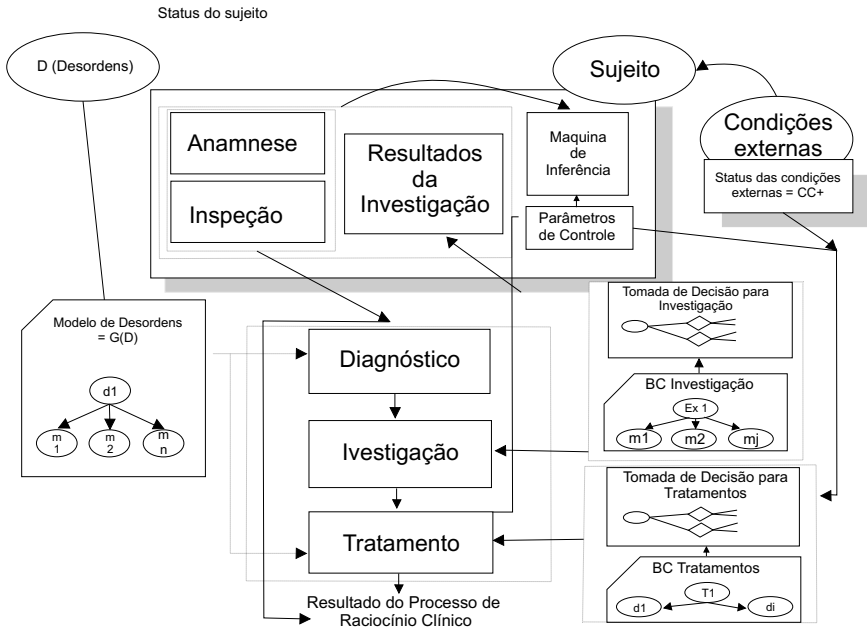 Status do sujeito
D (Desordens)
Sujeito
Condições
externas
Status das condições
externas = CC+
Anamnese
Inspeção
Resultados
da
Investigação
Maquina
de
Inferência
Parâmetros
de Controle
Modelo de Desordens
= G(D)
d1
m
1
m
2
m
n
Diagnóstico
Ivestigação
Tratamento
Resultado do Processo de
Raciocínio Clínico
Tomada de Decisão para
Investigação
BC Investigação
Ex 1
m1
m2
mj
Tomada de Decisão para
Tratamentos
BC Tratamentos
T1
d1
di